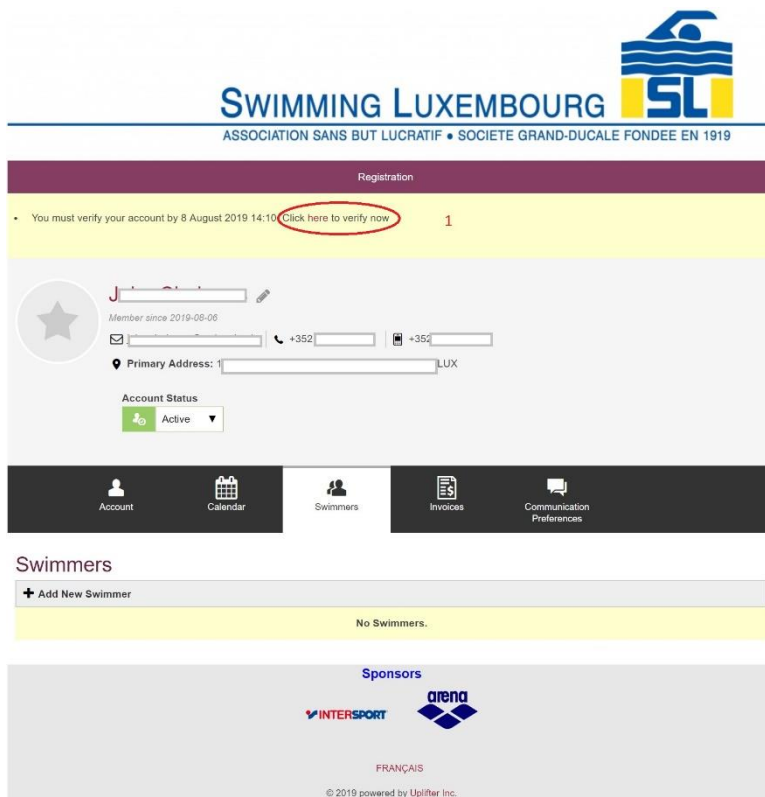 SWIMMING LUXEMBOURG
SL
ASSOCIATION SANS BUT LUCRATIF • SOCIETE GRAND-DUCALE FONDEE EN 1919
Registration
• You must verify your account by 8 August 2019 14:10 Click here to verify now 1
Member since 2019-08-06
+352 +352
Primary Address: 1 LUX
Account Status
Active ▼
Account Calendar Swimmers Invoices Communication
Preferences
Swimmers
+ Add New Swimmer
No Swimmers.
Sponsors
INTERSPORT arena
FRANÇAIS
© 2019 powered by Uplifter Inc.